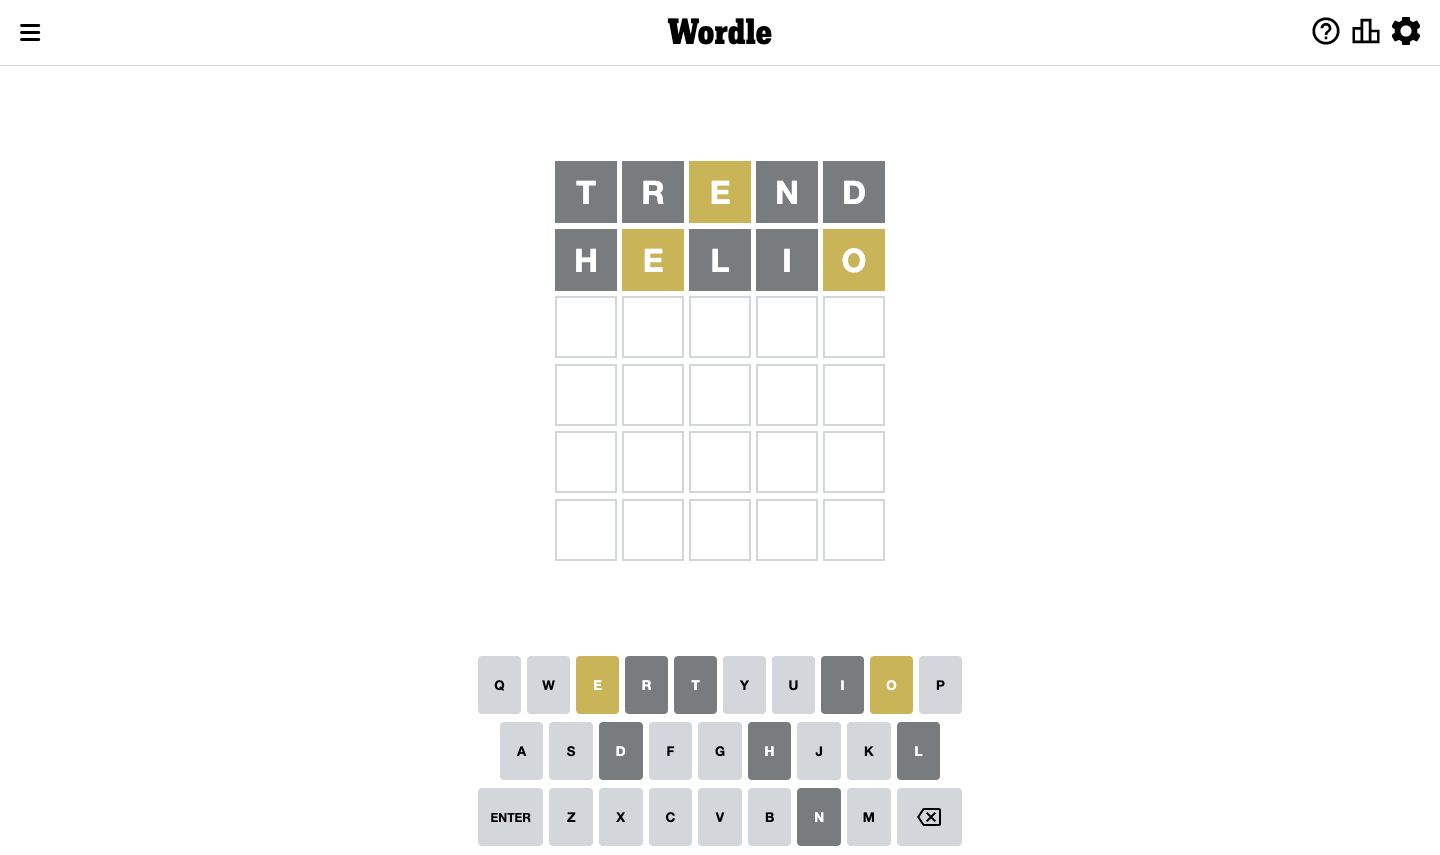 Wordle
T R E N D
H E L I O
Q W E R T Y U I O P
A S D F G H J K L
ENTER Z X C V B N M